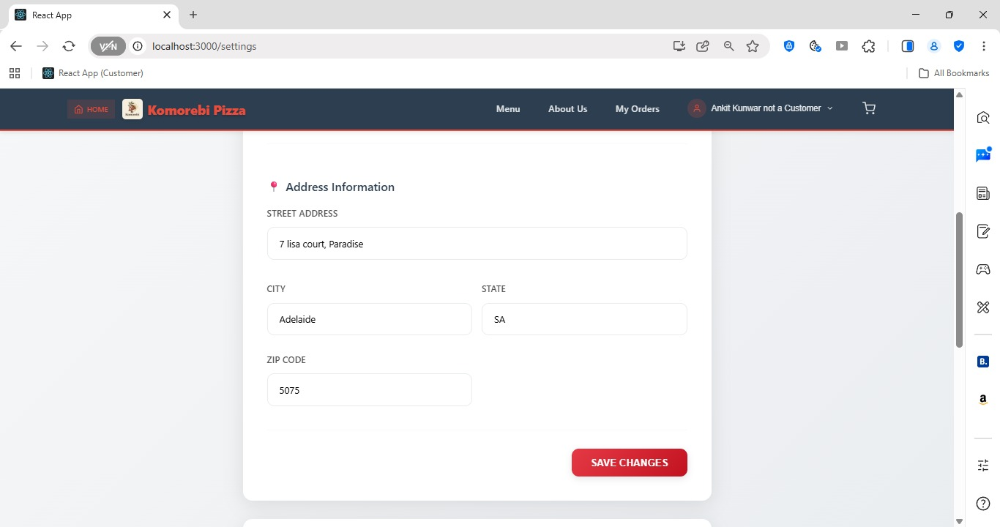 React App
VPN
localhost:3000/settings
React App (Customer)
All Bookmarks
HOME
Komorebi Pizza
Menu
About Us
My Orders
Ankit Kunwar not a Customer
Address Information
STREET ADDRESS
7 lisa court, Paradise
CITY
STATE
Adelaide
SA
ZIP CODE
5075
SAVE CHANGES
B.
a